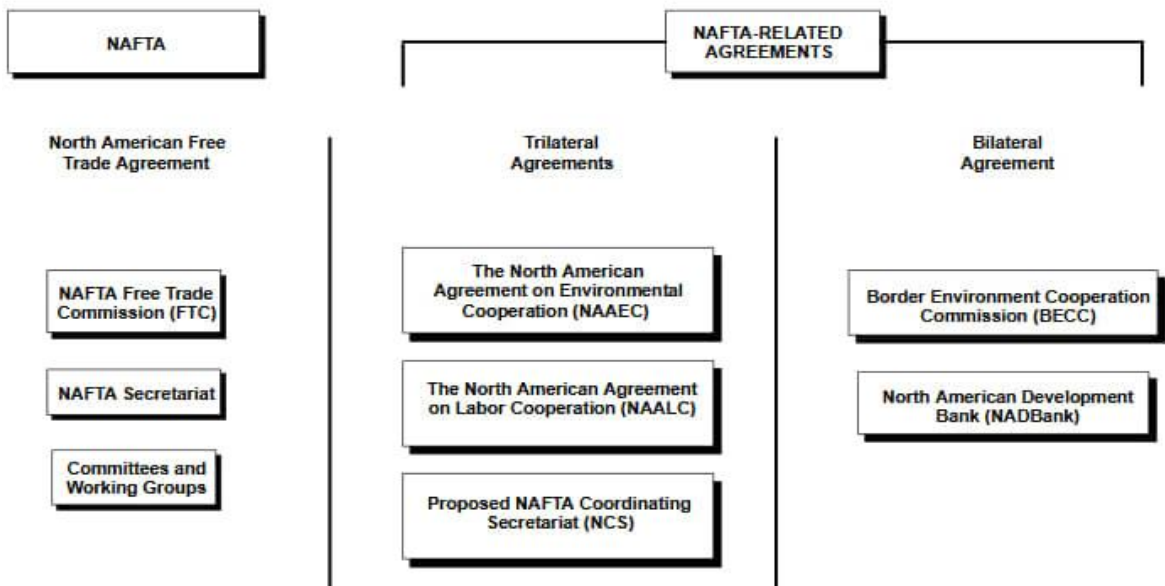 NAFTA
NAFTA-RELATED
AGREEMENTS
North American Free
Trade Agreement
Trilateral
Agreements
Bilateral
Agreement
NAFTA Free Trade
Commission (FTC)
NAFTA Secretariat
Committees and
Working Groups
The North American
Agreement on Environmental
Cooperation (NAAEC)
The North American Agreement
on Labor Cooperation (NAALC)
Proposed NAFTA Coordinating
Secretariat (NCS)
Border Environment Cooperation
Commission (BECC)
North American Development
Bank (NADBank)